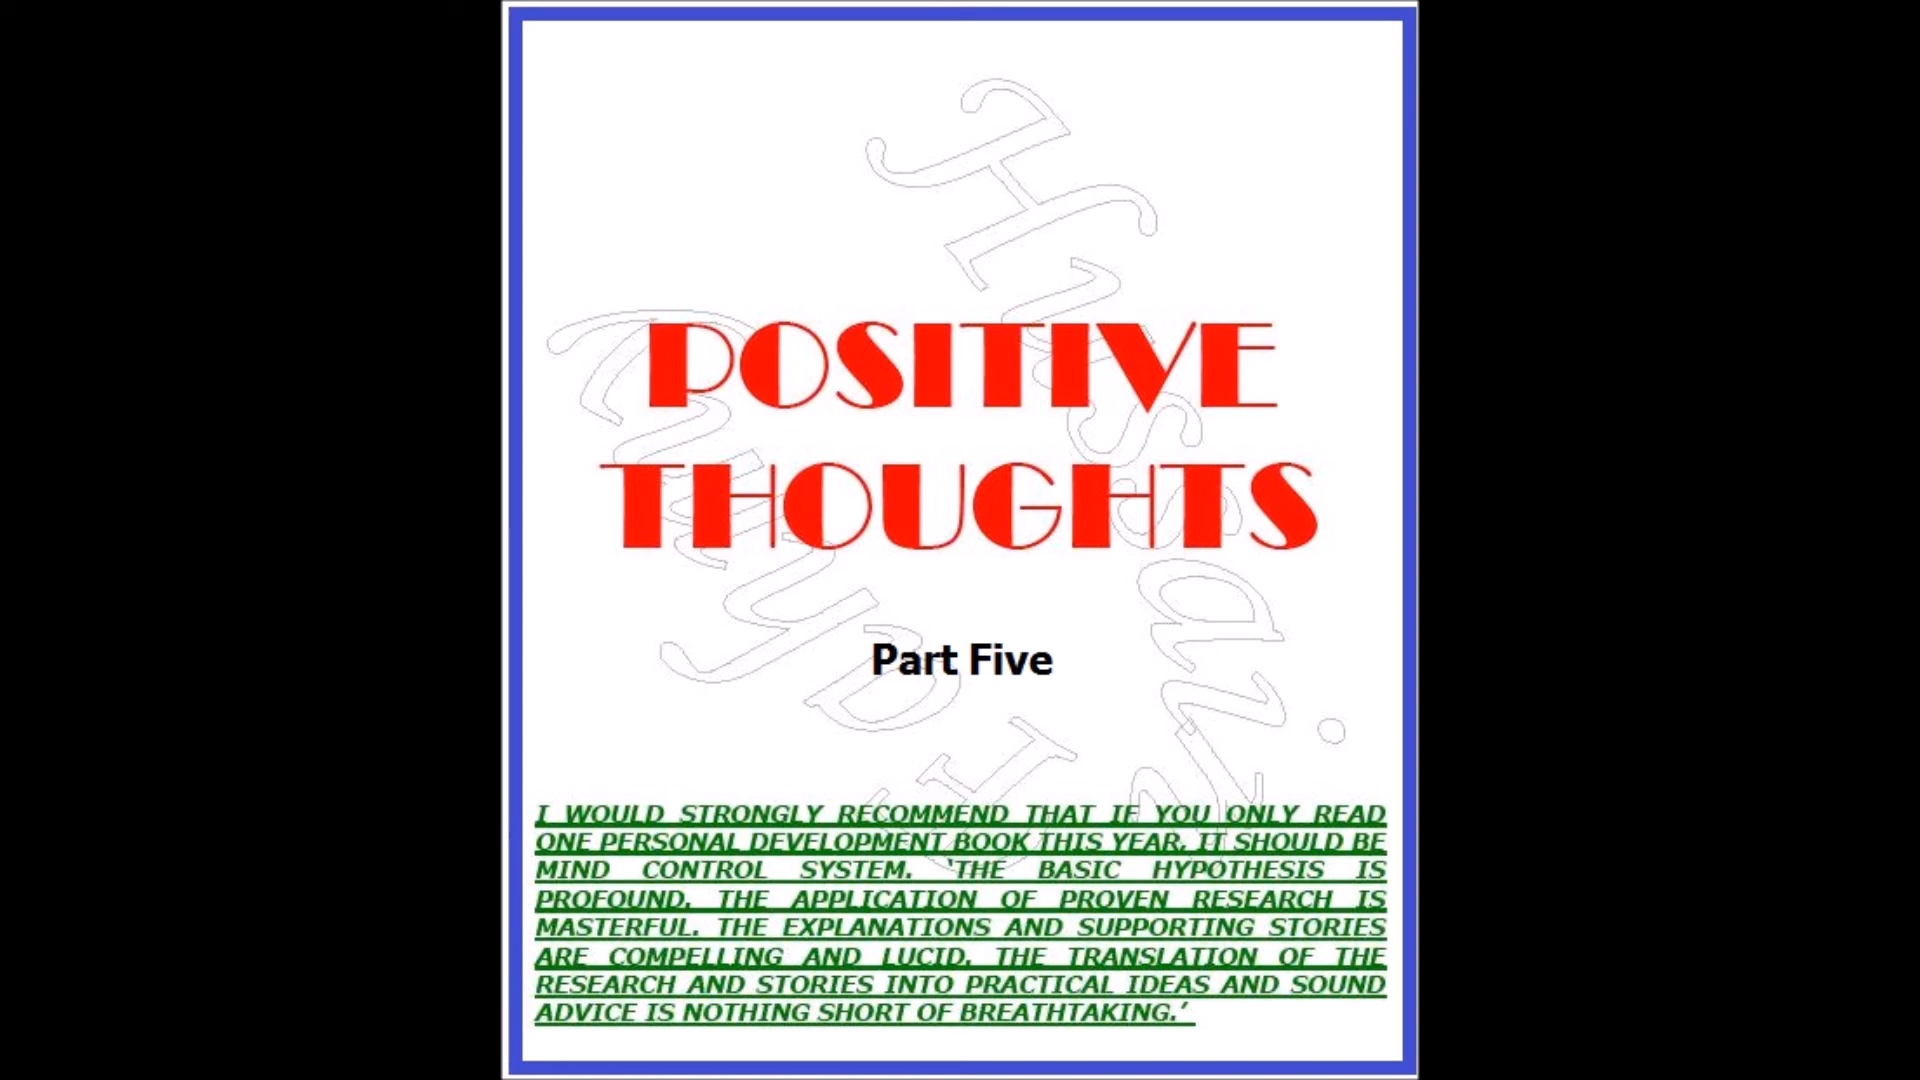 POSITIVE
THOUGHTS
Part Five
I WOULD STRONGLY RECOMMEND THAT IF YOU ONLY READ
ONE PERSONAL DEVELOPMENT BOOK THIS YEAR, IT SHOULD BE
MIND CONTROL SYSTEM. ‘THE BASIC HYPOTHESIS IS
PROFOUND. THE APPLICATION OF PROVEN RESEARCH IS
MASTERFUL. THE EXPLANATIONS AND SUPPORTING STORIES
ARE COMPELLING AND LUCID. THE TRANSLATION OF THE
RESEARCH AND STORIES INTO PRACTICAL IDEAS AND SOUND
ADVICE IS NOTHING SHORT OF BREATHTAKING.’